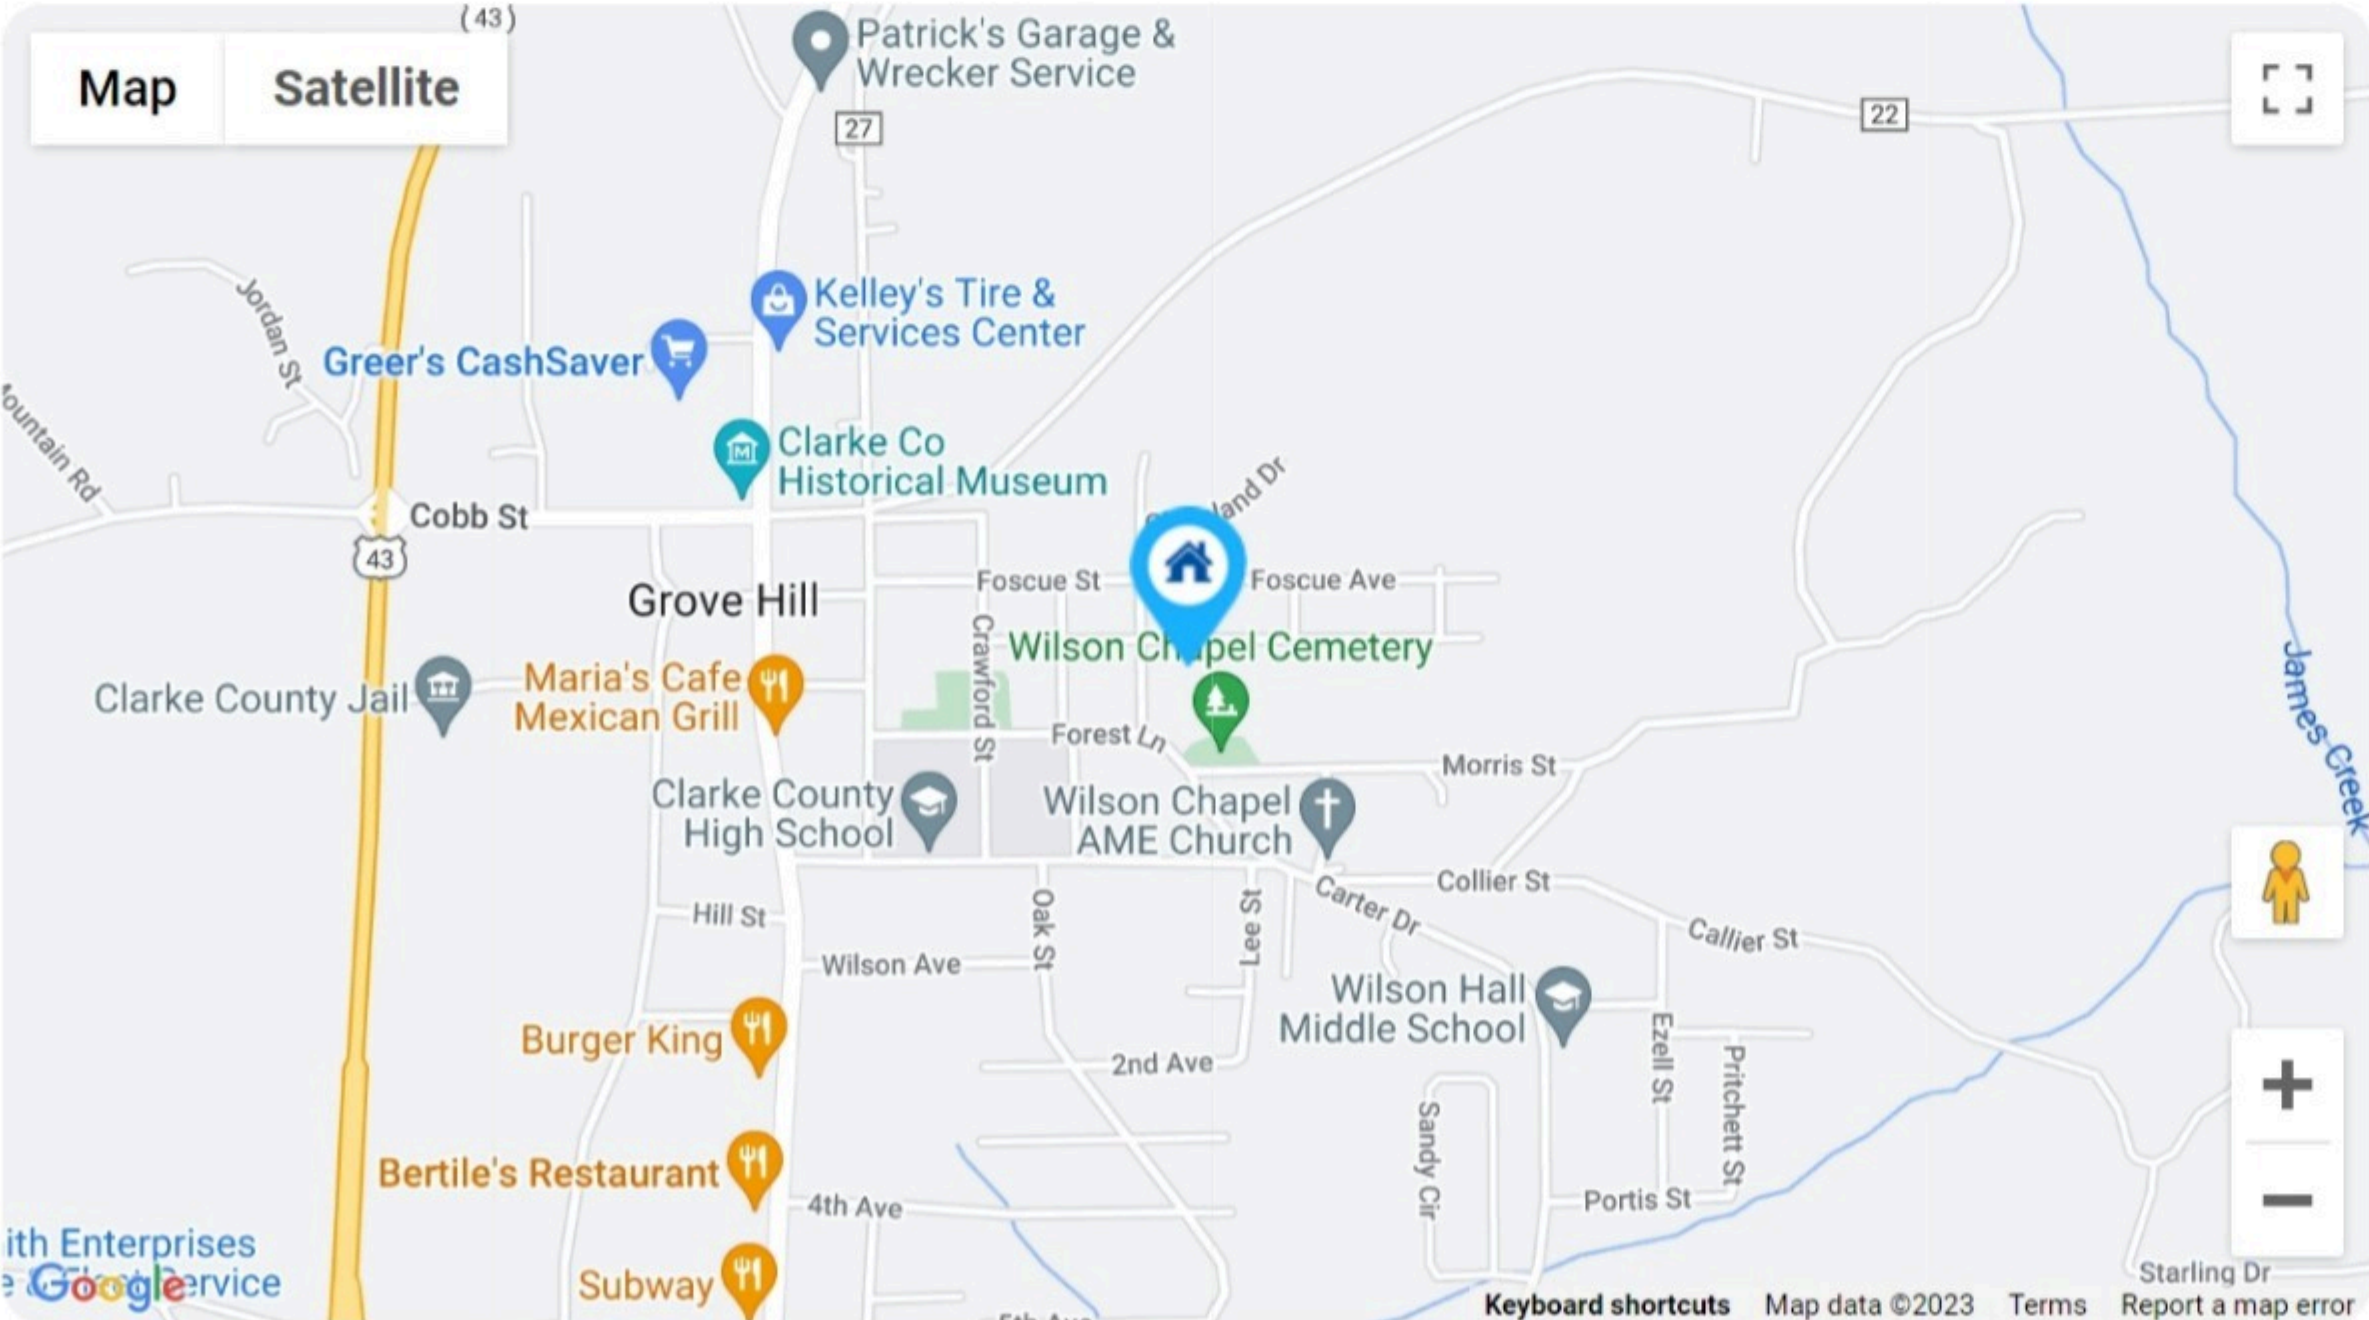 (43)
Patrick's Garage &
Wrecker Service
Map
Satellite
27
22
Jordan St
Kelley's Tire &
Services Center
Greer's CashSaver
Clarke Co
Historical Museum
Cobb St
43
Grove Hill
Foscue St
Foscue Ave
Crawford St
Wilson Chapel Cemetery
Clarke County Jail
Maria's Cafe
Mexican Grill
Forest Ln
Morris St
James Creek
Clarke County
High School
Wilson Chapel
AME Church
Collier St
Carter Dr
Callier St
Hill St
Oak St
Lee St
Wilson Ave
Wilson Hall
Middle School
Burger King
2nd Ave
Ezell St
Pritchett St
Sandy Cir
Bertile's Restaurant
4th Ave
Portis St
Enterprises
Google
Subway
Starling Dr
Keyboard shortcuts
Map data ©2023
Terms
Report a map error